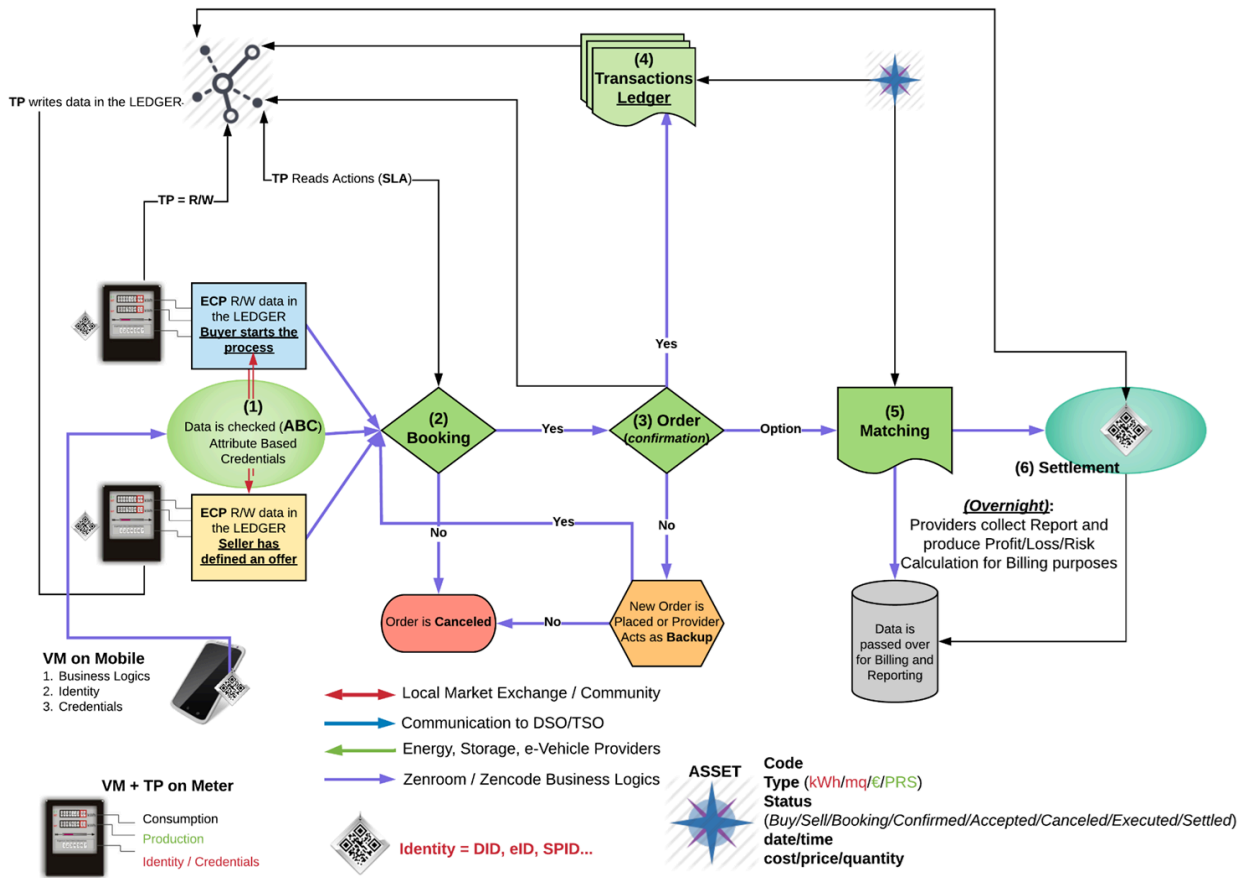 (4)
Transactions
Ledger
TP writes data in the LEDGER
TP Reads Actions (SLA)
TP = R/W
ECP R/W data in
the LEDGER
Buyer starts the
process
Yes
(1)
Data is checked (ABC)
Attribute Based
Credentials
(2)
Booking
Yes
(3) Order
(confirmation)
Option
(5)
Matching
(6) Settlement
ECP R/W data in
the LEDGER
Seller has
defined an offer
No
Yes
No
(Overnight):
Providers collect Report and
produce Profit/Loss/Risk
Calculation for Billing purposes
Order is Canceled
No
New Order is
Placed or Provider
Acts as Backup
Data is
passed over
for Billing and
Reporting
VM on Mobile
1. Business Logics
2. Identity
3. Credentials
Local Market Exchange / Community
Communication to DSO/TSO
Energy, Storage, e-Vehicle Providers
Zenroom / Zencode Business Logics
VM + TP on Meter
Consumption
Production
Identity / Credentials
Identity = DID, eID, SPID...
ASSET
Code
Type (kWh/mq/€/PRS)
Status
(Buy/Sell/Booking/Confirmed/Accepted/Canceled/Executed/Settled)
date/time
cost/price/quantity